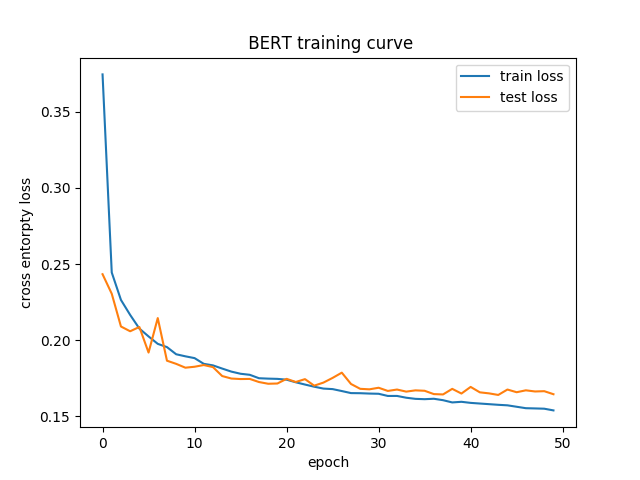 BERT training curve
train loss
test loss
0.35
0.30
0.25
0.20
0.15
cross entorpty loss
0
10
20
30
40
50
epoch